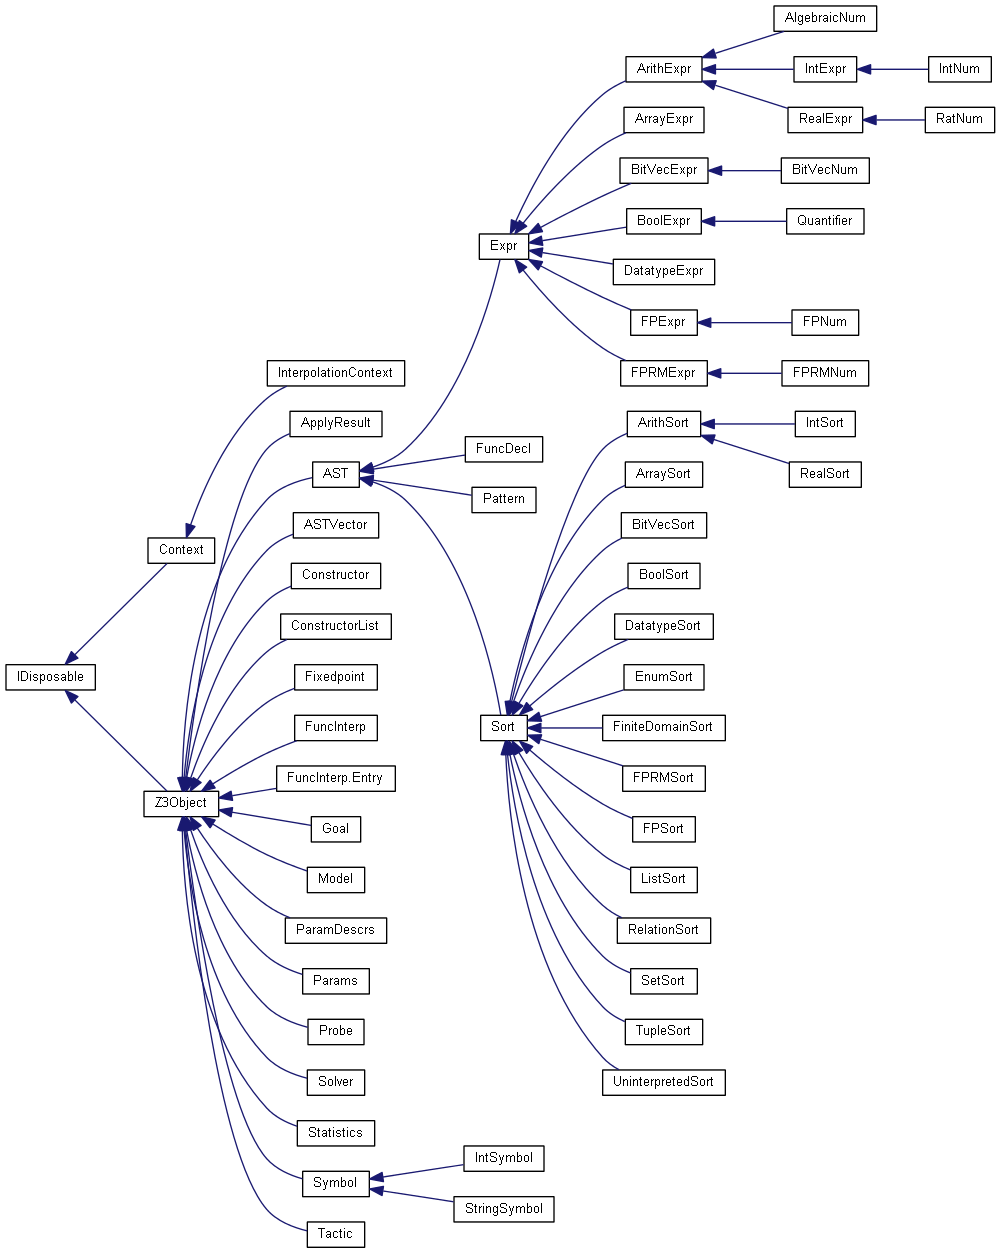 AlgebraicNum
ArithExpr
IntExpr
IntNum
RealExpr
RatNum
ArrayExpr
BitVecExpr
BitVecNum
BoolExpr
Quantifier
Expr
DatatypeExpr
FPExpr
FPNum
InterpolationContext
FPRMExpr
FPRMNum
ApplyResult
ArithSort
IntSort
FuncDecl
AST
ArraySort
RealSort
Pattern
ASTVector
BitVecSort
Context
Constructor
BoolSort
ConstructorList
DatatypeSort
IDisposable
Fixedpoint
EnumSort
FuncInterp
Sort
FiniteDomainSort
FuncInterp.Entry
FPRMSort
Z3Object
Goal
FPSort
Model
ListSort
ParamDescrs
RelationSort
Params
SetSort
Probe
TupleSort
Solver
UninterpretedSort
Statistics
IntSymbol
Symbol
StringSymbol
Tactic